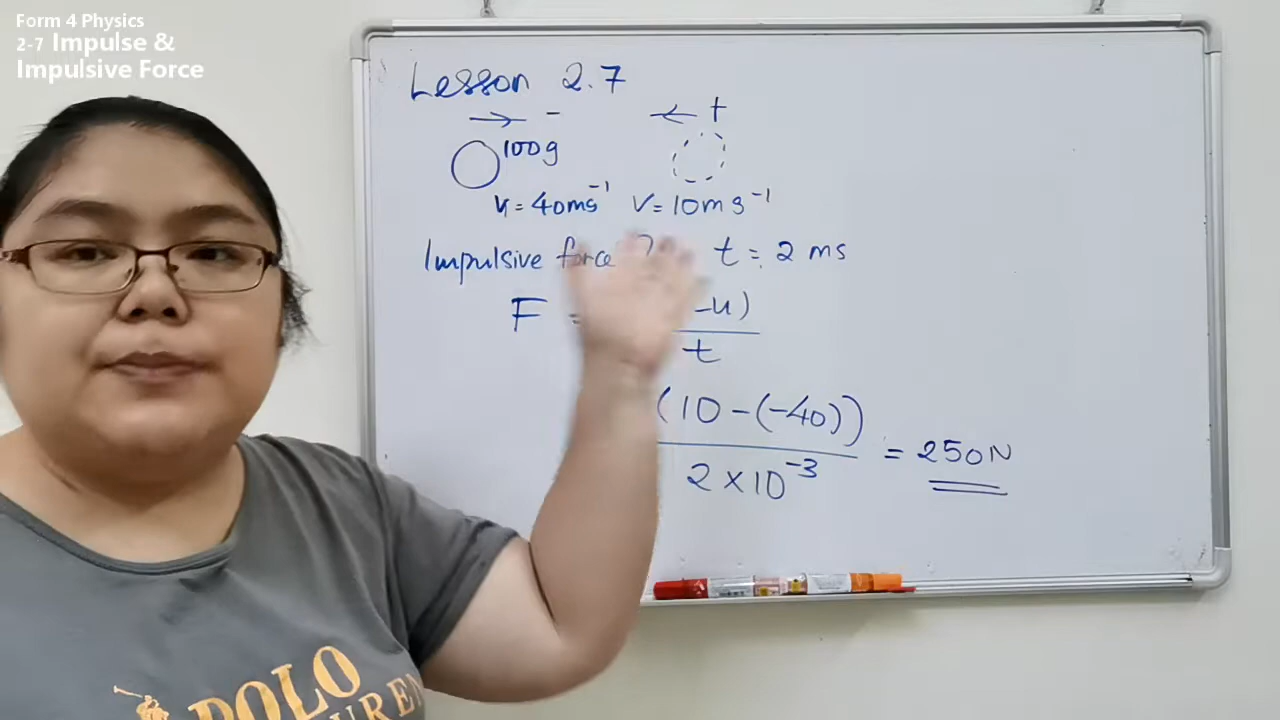 Form 4 Physics
2-7 Impulse &
Impulsive Force
Lesson 2.7
→ - ← +
100g
u = 40ms⁻¹ v = 10ms⁻¹
Impulsive force ? t = 2 ms
F = -u)
t
(10-(-40))
2×10⁻³
= 250N
POLO